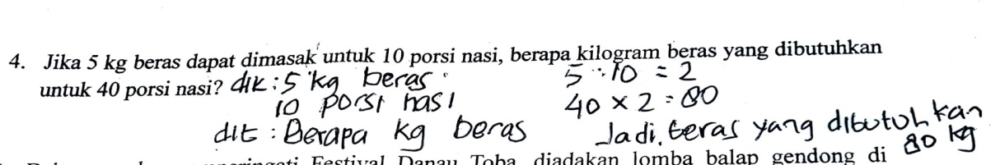 4. Jika 5 kg beras dapat dimasak untuk 10 porsi nasi, berapa kilogram beras yang dibutuhkan
untuk 40 porsi nasi? dik : 5 kg beras
10 porsi nasi
dit : Berapa kg beras
5 : 10 = 2
40 × 2 = 80
Jadi, beras yang dibutuhkan
80 kg
Festival Danau Toba diadakan lomba balap gendong di